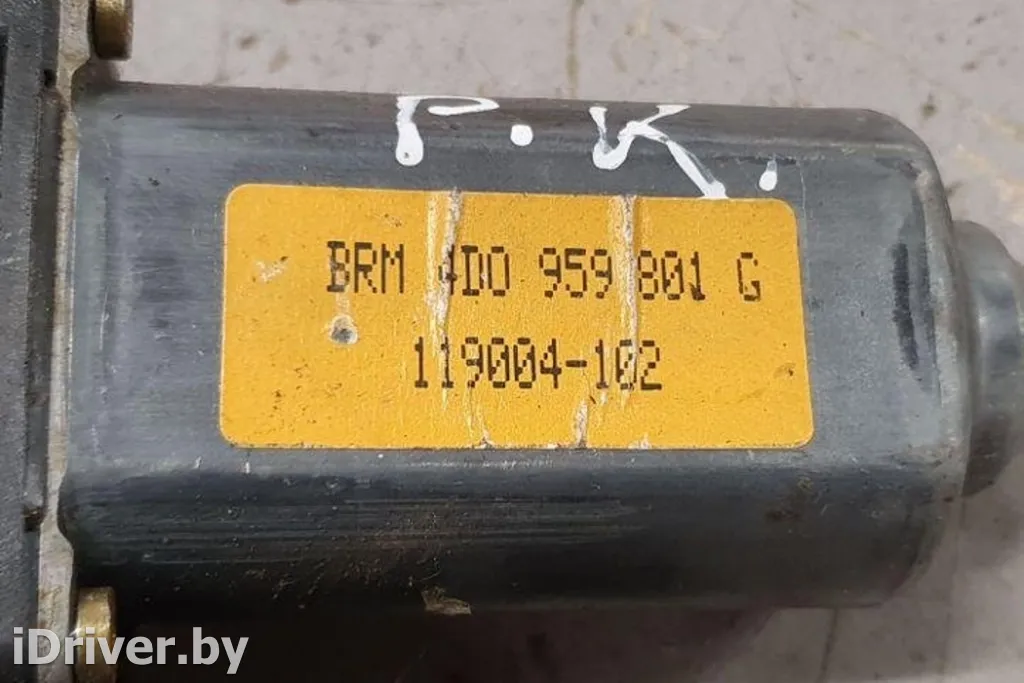 Г.К.
BRM 4D0 959 801 G
119004-102
iDriver.by